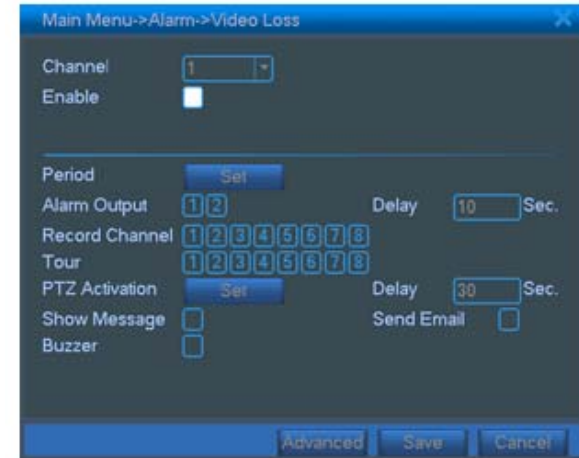 Main Menu->Alarm->Video Loss
Channel 1
Enable
Period Set
Alarm Output 1 2 Delay 10 Sec.
Record Channel 1 2 3 4 5 6 7 8
Tour 1 2 3 4 5 6 7 8
PTZ Activation Set Delay 30 Sec.
Show Message Send Email
Buzzer
Advanced Save Cancel